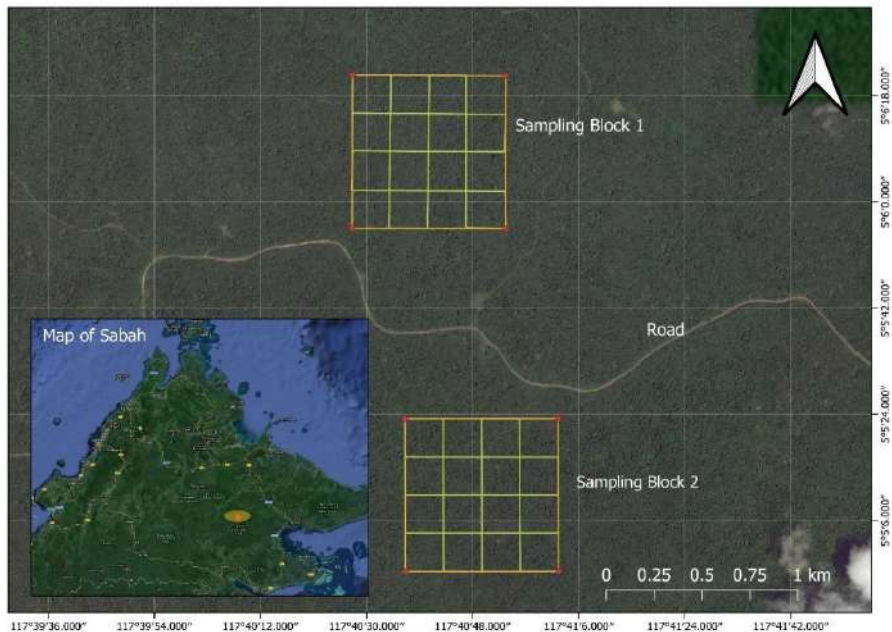 Sampling Block 1
5°6'18.000"
5°6'0.000"
5°5'42.000"
Road
Map of Sabah
5°5'24.000"
Sampling Block 2
5°5'6.000"
0 0.25 0.5 0.75 1 km
117°39'36.000" 117°39'54.000" 117°40'12.000" 117°40'30.000" 117°40'48.000" 117°41'6.000" 117°41'24.000" 117°41'42.000"